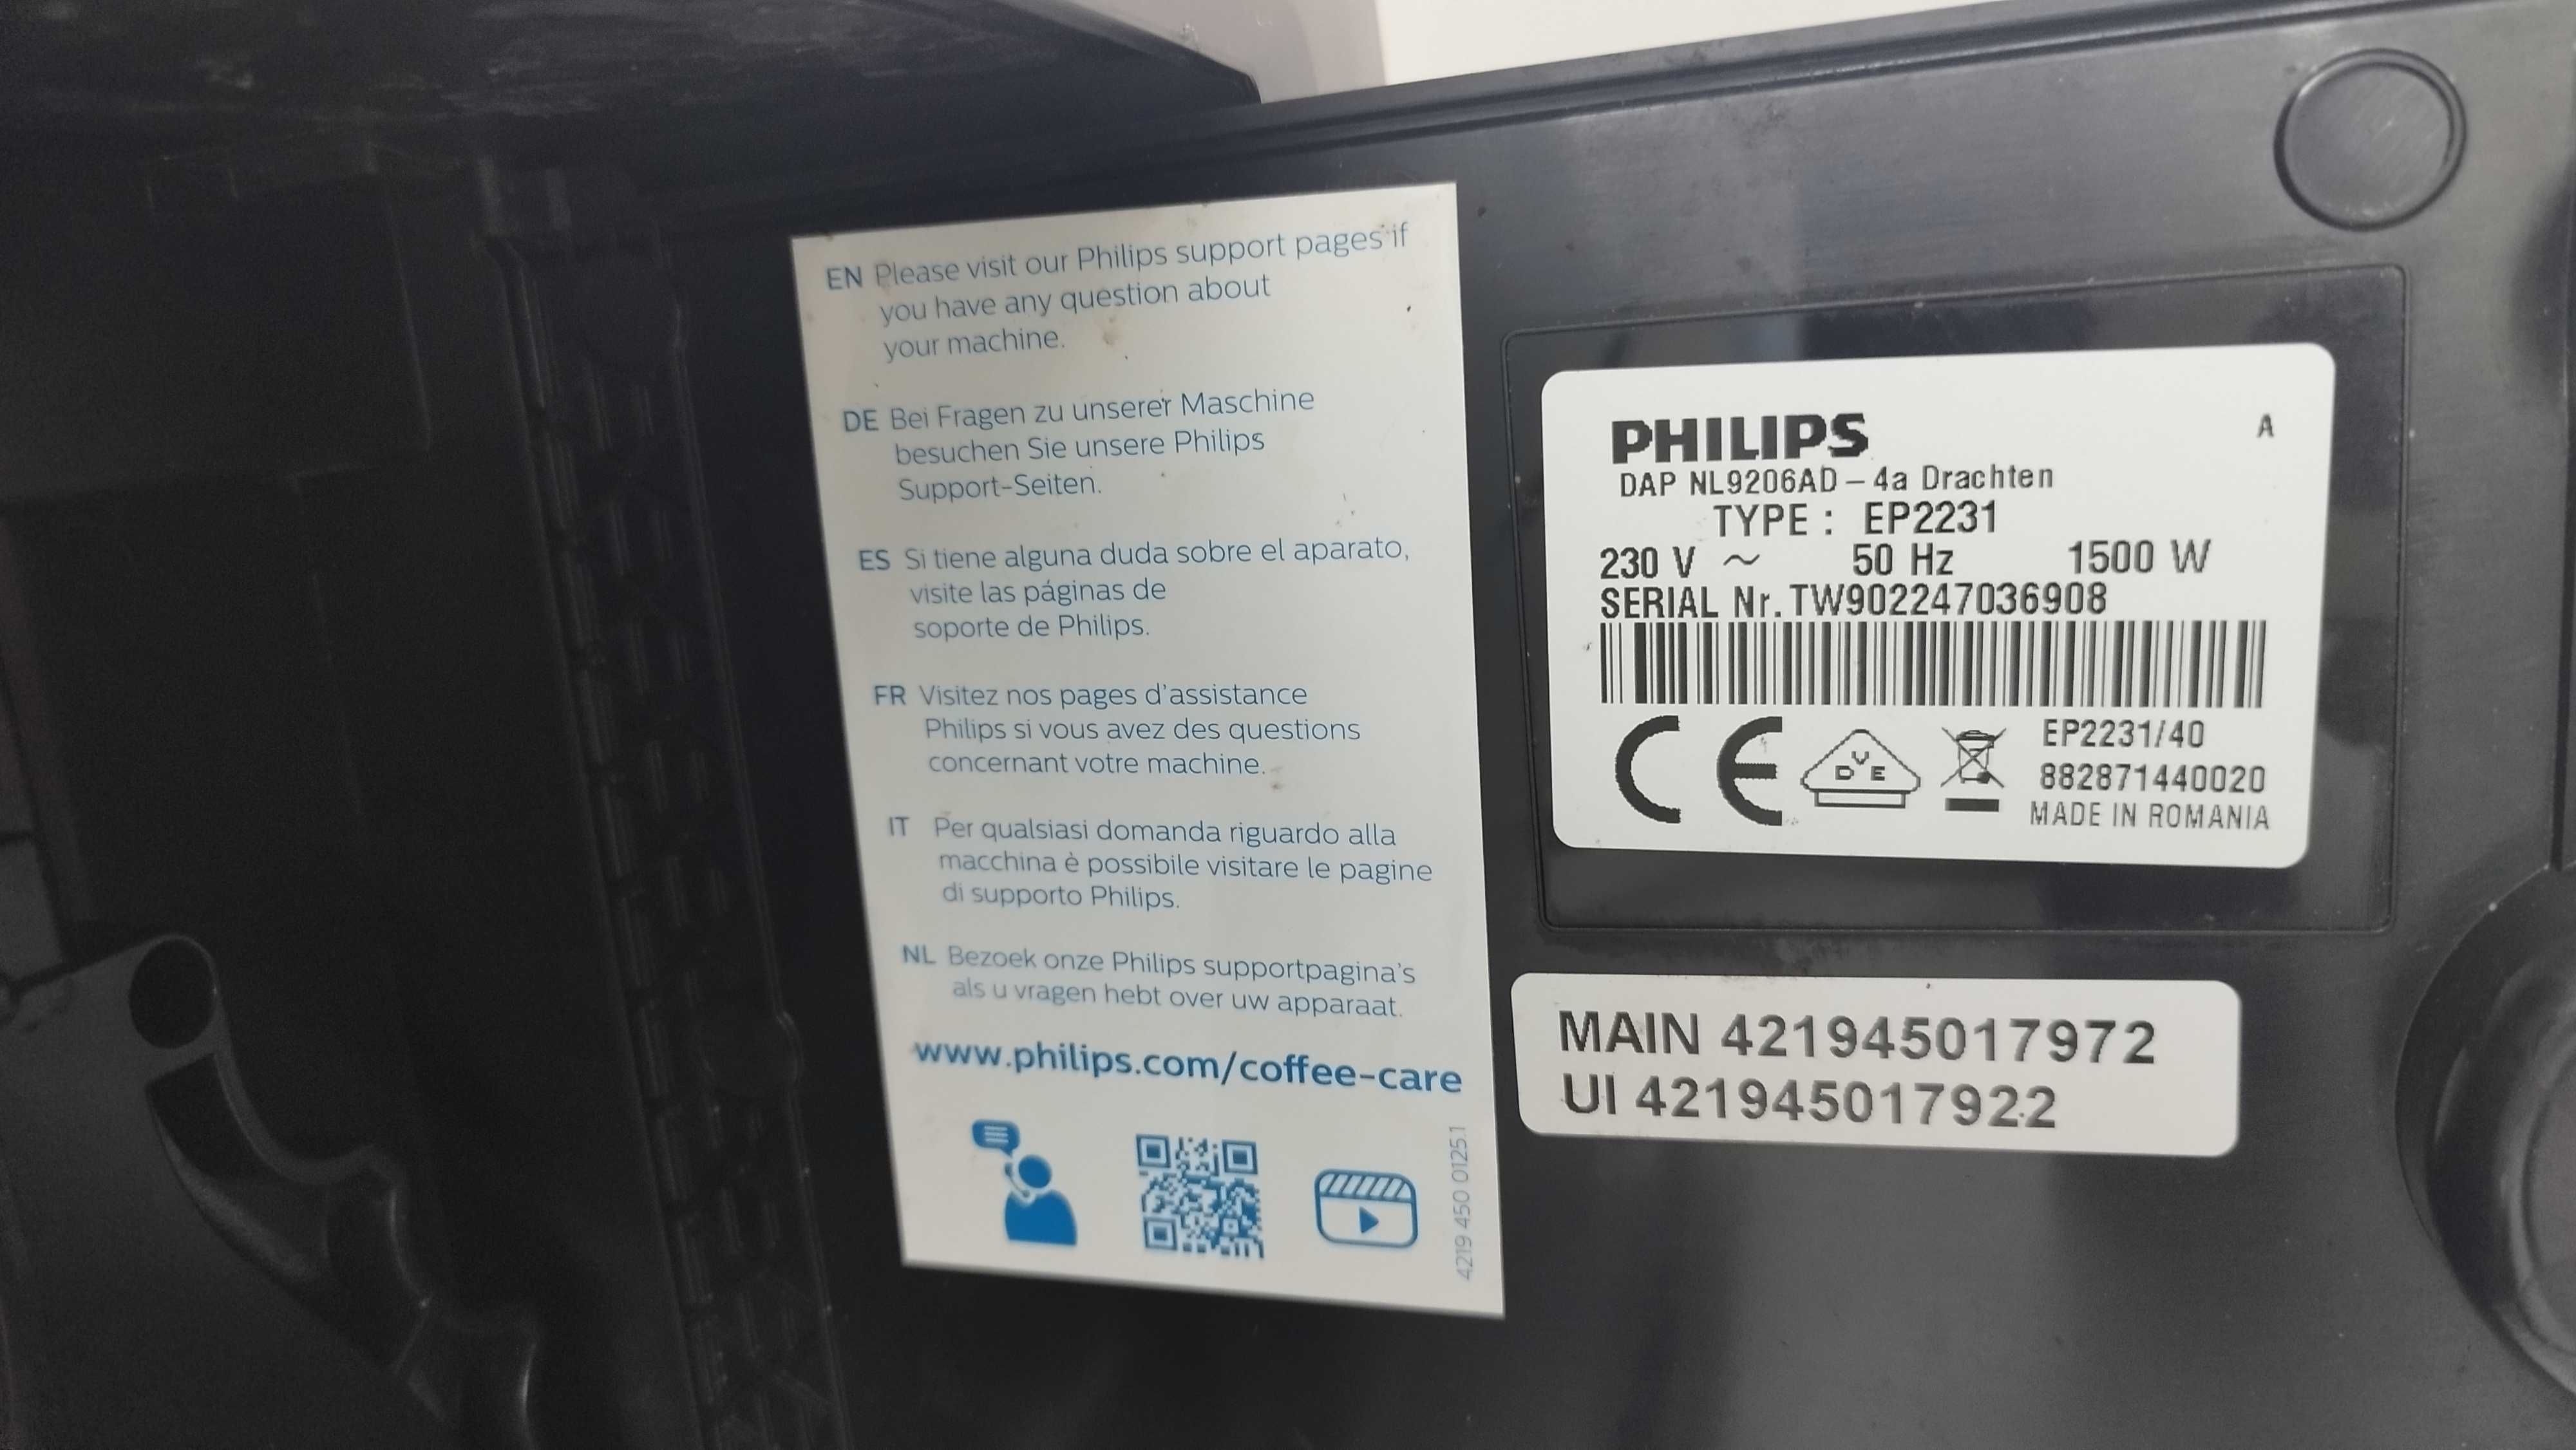 EN Please visit our Philips support pages if
you have any question about
your machine.
DE Bei Fragen zu unserer Maschine
besuchen Sie unsere Philips
Support-Seiten.
ES Si tiene alguna duda sobre el aparato,
visite las páginas de
soporte de Philips.
FR Visitez nos pages d'assistance
Philips si vous avez des questions
concernant votre machine.
IT Per qualsiasi domanda riguardo alla
macchina è possibile visitare le pagine
di supporto Philips.
NL Bezoek onze Philips supportpagina's
als u vragen hebt over uw apparaat.
www.philips.com/coffee-care
4219 450 01251
PHILIPS A
DAP NL9206AD – 4a Drachten
TYPE : EP2231
230 V ~ 50 Hz 1500 W
SERIAL Nr. TW902247036908
CE DVE EP2231/40
882871440020
MADE IN ROMANIA
MAIN 421945017972
UI 421945017922